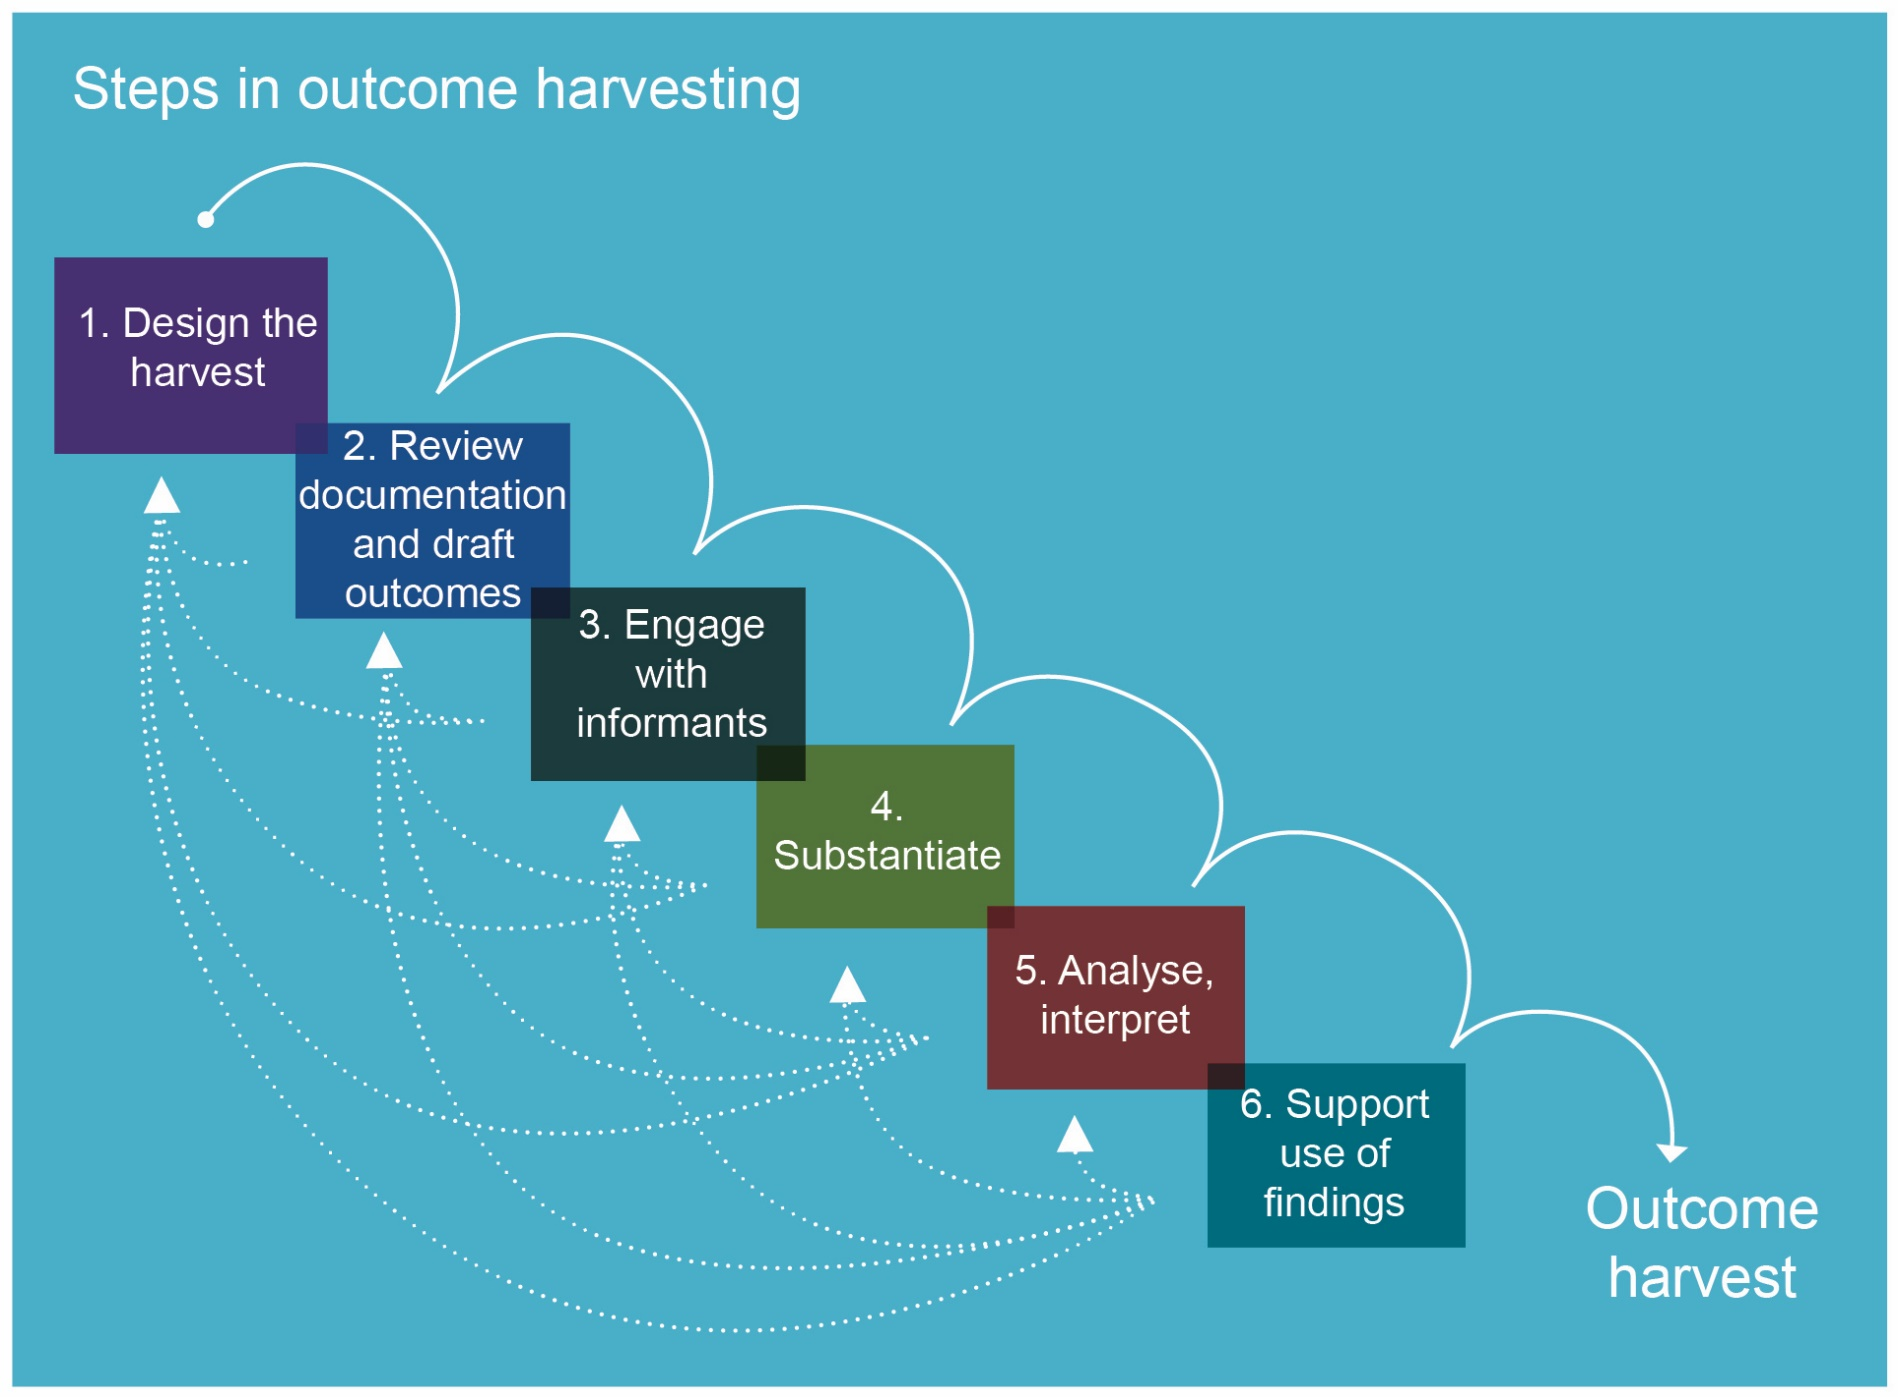 Steps in outcome harvesting
1. Design the
harvest
2. Review
documentation
and draft
outcomes
3. Engage
with
informants
4.
Substantiate
5. Analyse,
interpret
6. Support
use of
findings
Outcome
harvest